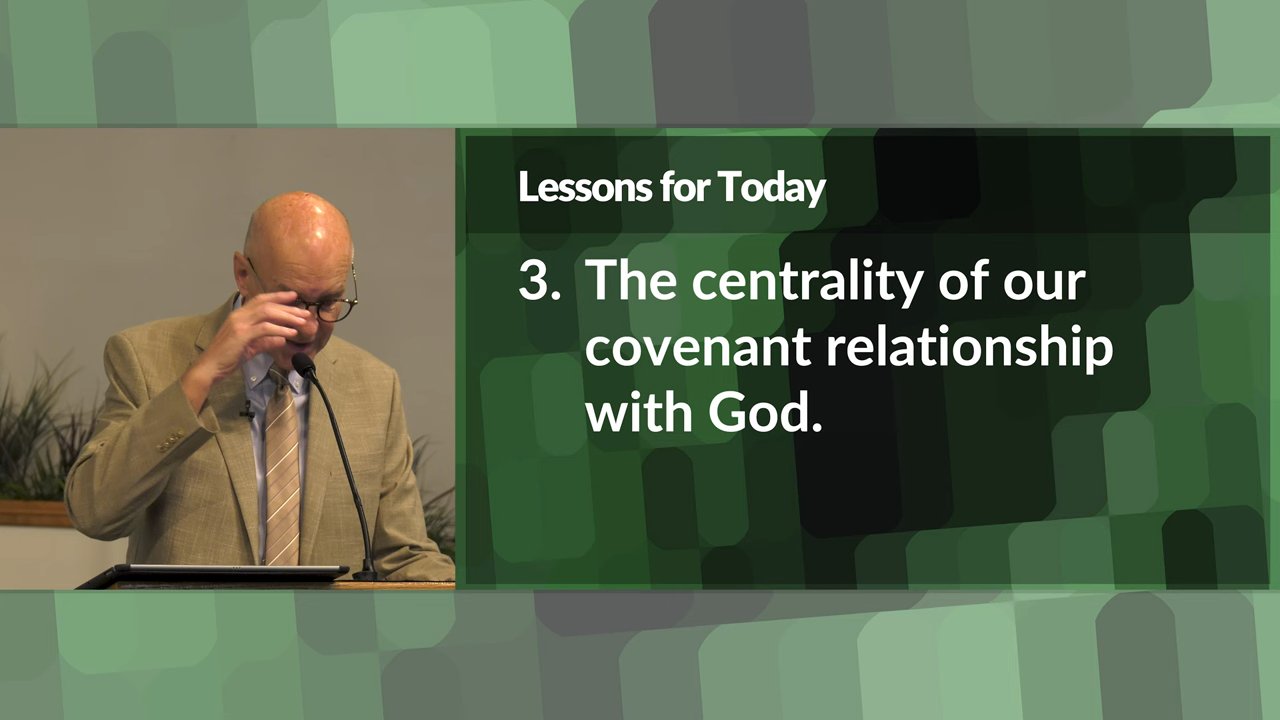 Lessons for Today
3. The centrality of our
covenant relationship
with God.